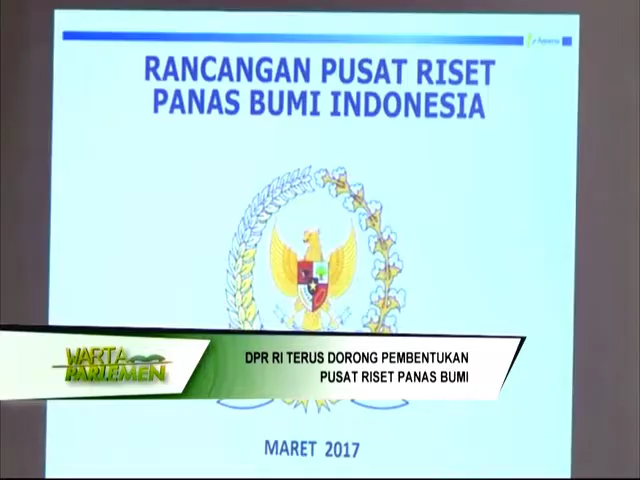 RANCANGAN PUSAT RISET
PANAS BUMI INDONESIA
WARTA
PARLEMEN
DPR RI TERUS DORONG PEMBENTUKAN
PUSAT RISET PANAS BUMI
MARET 2017